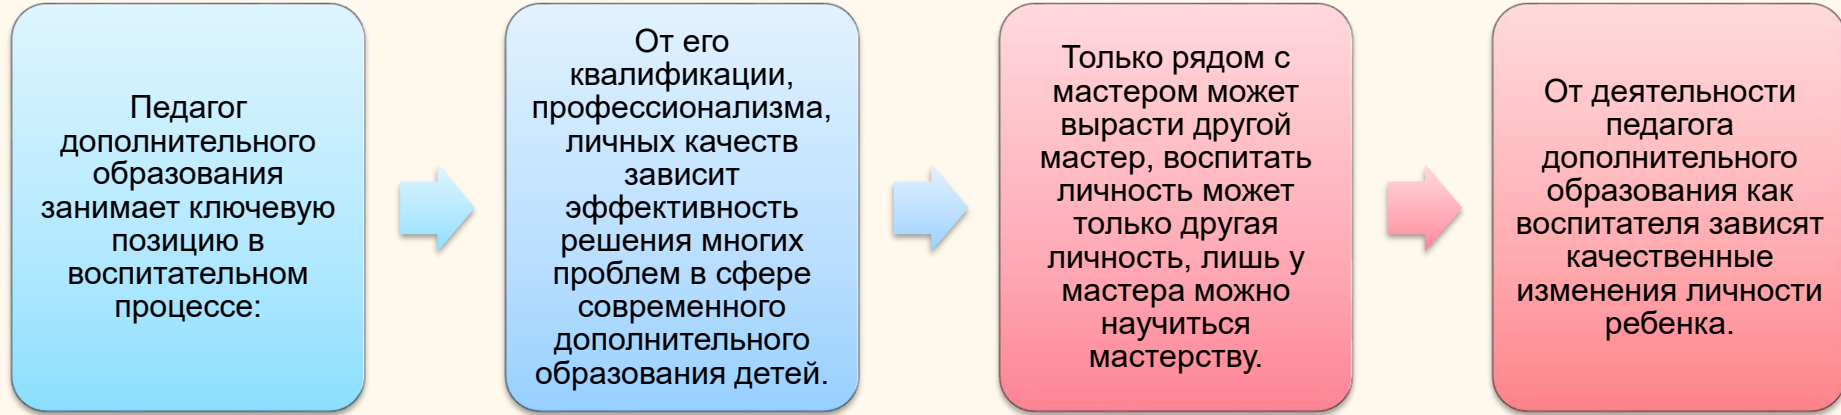 Педагог
дополнительного
образования
занимает ключевую
позицию в
воспитательном
процессе:
От его
квалификации,
профессионализма,
личных качеств
зависит
эффективность
решения многих
проблем в сфере
современного
дополнительного
образования детей.
Только рядом с
мастером может
вырасти другой
мастер, воспитать
личность может
только другая
личность, лишь у
мастера можно
научиться
мастерству.
От деятельности
педагога
дополнительного
образования как
воспитателя зависят
качественные
изменения личности
ребенка.